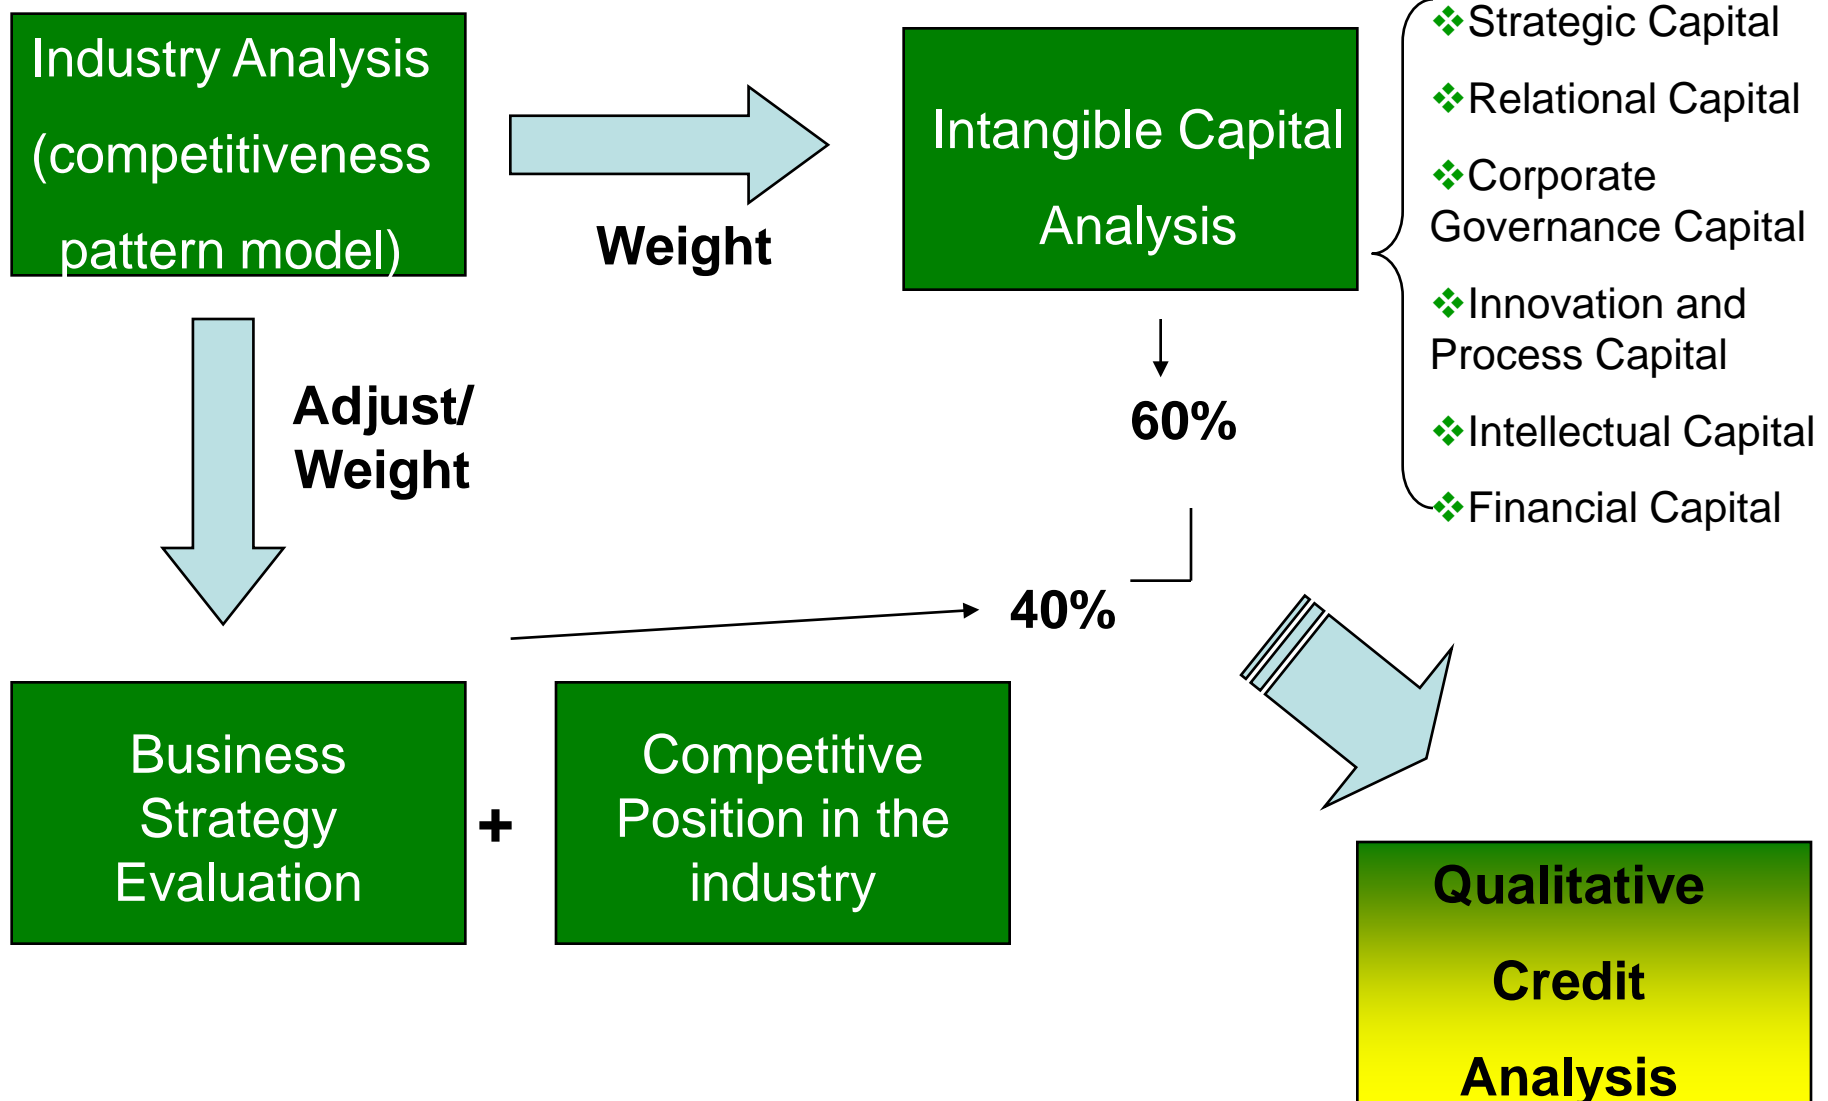 Industry Analysis
(competitiveness
pattern model)
Weight
Intangible Capital
Analysis
Strategic Capital
Relational Capital
Corporate
Governance Capital
Innovation and
Process Capital
Intellectual Capital
Financial Capital
Adjust/
Weight
60%
40%
Business
Strategy
Evaluation
+
Competitive
Position in the
industry
Qualitative
Credit
Analysis